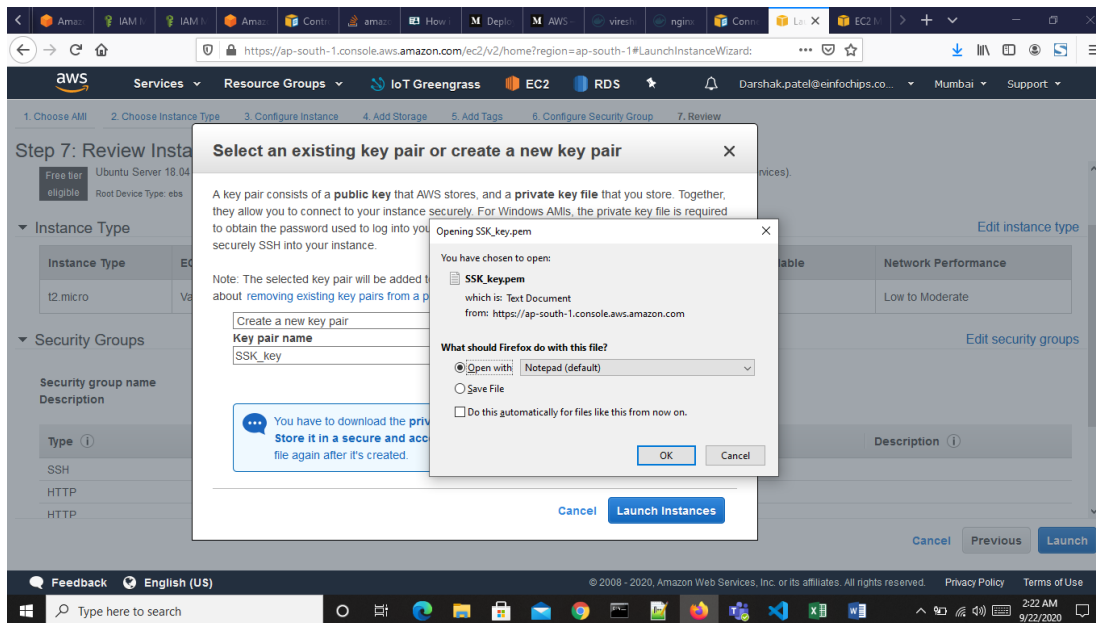 Amaz
IAM M
IAM M
Amaz
Contr
amazo
How i
Deplo
AWS -
viresh
nginx
Conne
La
EC2 M
https://ap-south-1.console.aws.amazon.com/ec2/v2/home?region=ap-south-1#LaunchInstanceWizard:
aws
Services
Resource Groups
IoT Greengrass
EC2
RDS
Darshak.patel@einfochips.co...
Mumbai
Support
1. Choose AMI
2. Choose Instance Type
3. Configure Instance
4. Add Storage
5. Add Tags
6. Configure Security Group
7. Review
Step 7: Review Insta
Free tier
eligible
Ubuntu Server 18.04
rvices).
Root Device Type: ebs
Instance Type
Edit instance type
Instance Type
EC
lable
Network Performance
t2.micro
Va
Low to Moderate
Security Groups
Edit security groups
Security group name
Description
Type
Description
SSH
HTTP
HTTP
Select an existing key pair or create a new key pair
A key pair consists of a public key that AWS stores, and a private key file that you store. Together,
they allow you to connect to your instance securely. For Windows AMIs, the private key file is required
to obtain the password used to log into you
securely SSH into your instance.
Note: The selected key pair will be added t
about removing existing key pairs from a p
Create a new key pair
Key pair name
SSK_key
You have to download the priv
Store it in a secure and acc
file again after it's created.
Cancel
Launch Instances
Opening SSK_key.pem
You have chosen to open:
SSK_key.pem
which is: Text Document
from: https://ap-south-1.console.aws.amazon.com
What should Firefox do with this file?
Open with
Notepad (default)
Save File
Do this automatically for files like this from now on.
OK
Cancel
Cancel
Previous
Launch
Feedback
English (US)
© 2008 - 2020, Amazon Web Services, Inc. or its affiliates. All rights reserved.
Privacy Policy
Terms of Use
Type here to search
2:22 AM
9/22/2020